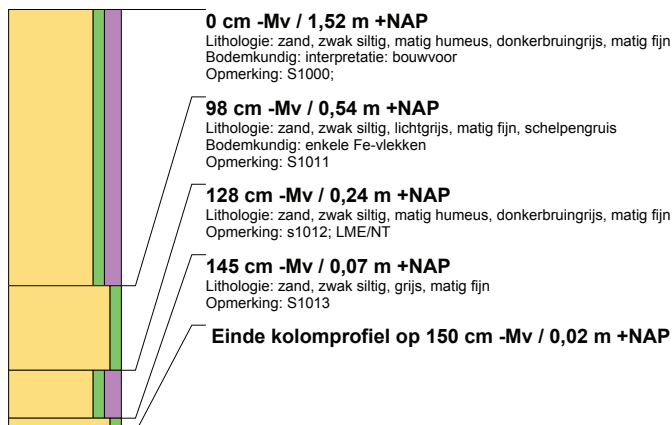 0 cm -Mv / 1,52 m +NAP
Lithologie: zand, zwak siltig, matig humeus, donkerbruingrijs, matig fijn
Bodemkundig: interpretatie: bouwvoor
Opmerking: S1000;
98 cm -Mv / 0,54 m +NAP
Lithologie: zand, zwak siltig, lichtgrijs, matig fijn, schelpengruis
Bodemkundig: enkele Fe-vlekken
Opmerking: S1011
128 cm -Mv / 0,24 m +NAP
Lithologie: zand, zwak siltig, matig humeus, donkerbruingrijs, matig fijn
Opmerking: s1012; LME/NT
145 cm -Mv / 0,07 m +NAP
Lithologie: zand, zwak siltig, grijs, matig fijn
Opmerking: S1013
Einde kolomprofiel op 150 cm -Mv / 0,02 m +NAP